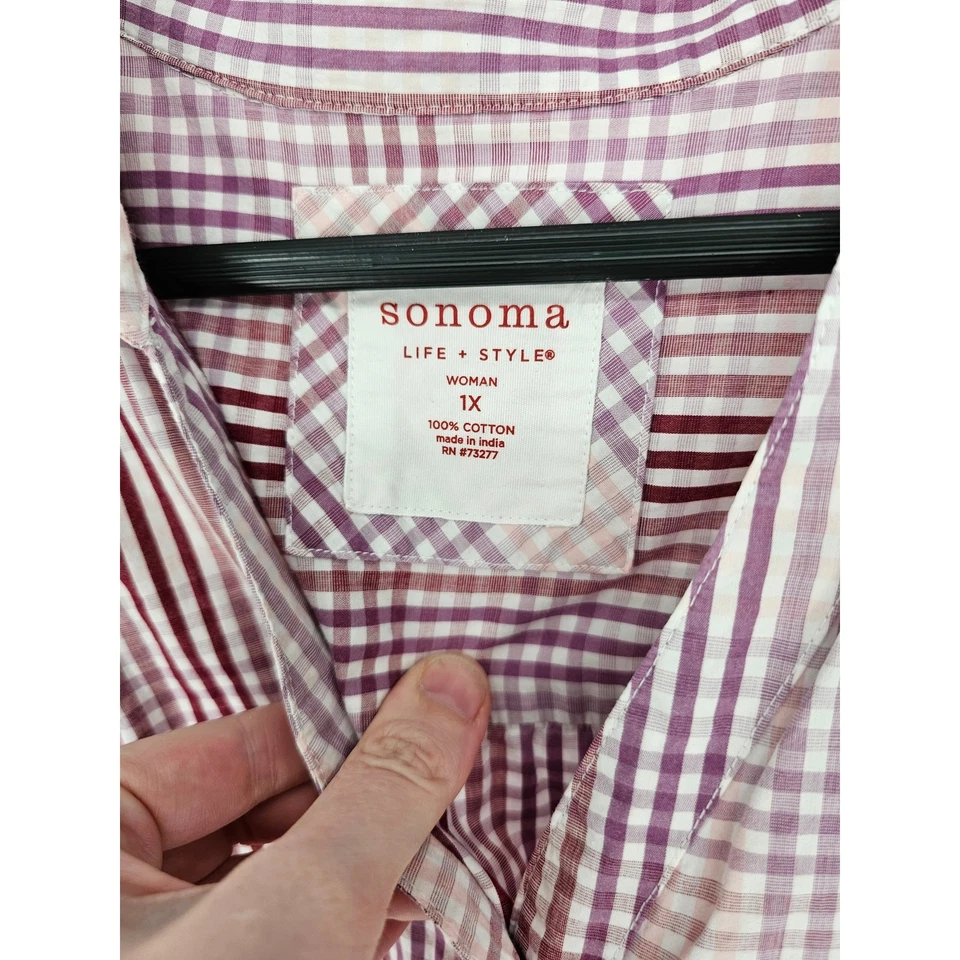 sonoma
LIFE + STYLE®
WOMAN
1X
100% COTTON
made in india
RN #73277